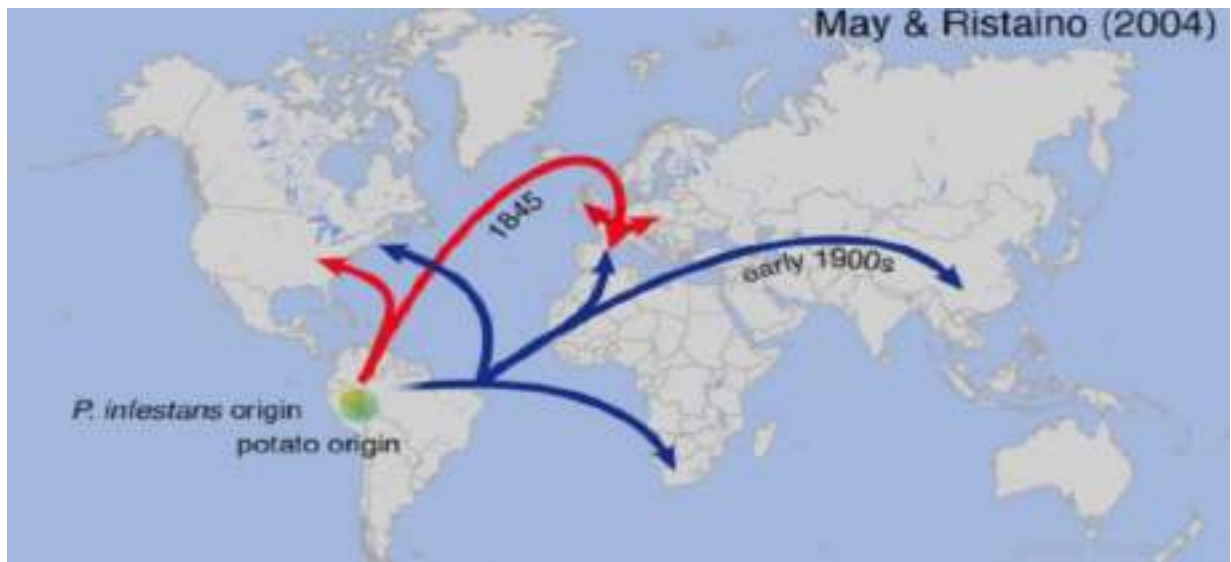 May & Ristaino (2004)
1845
early 1900s
P. infestans origin
potato origin